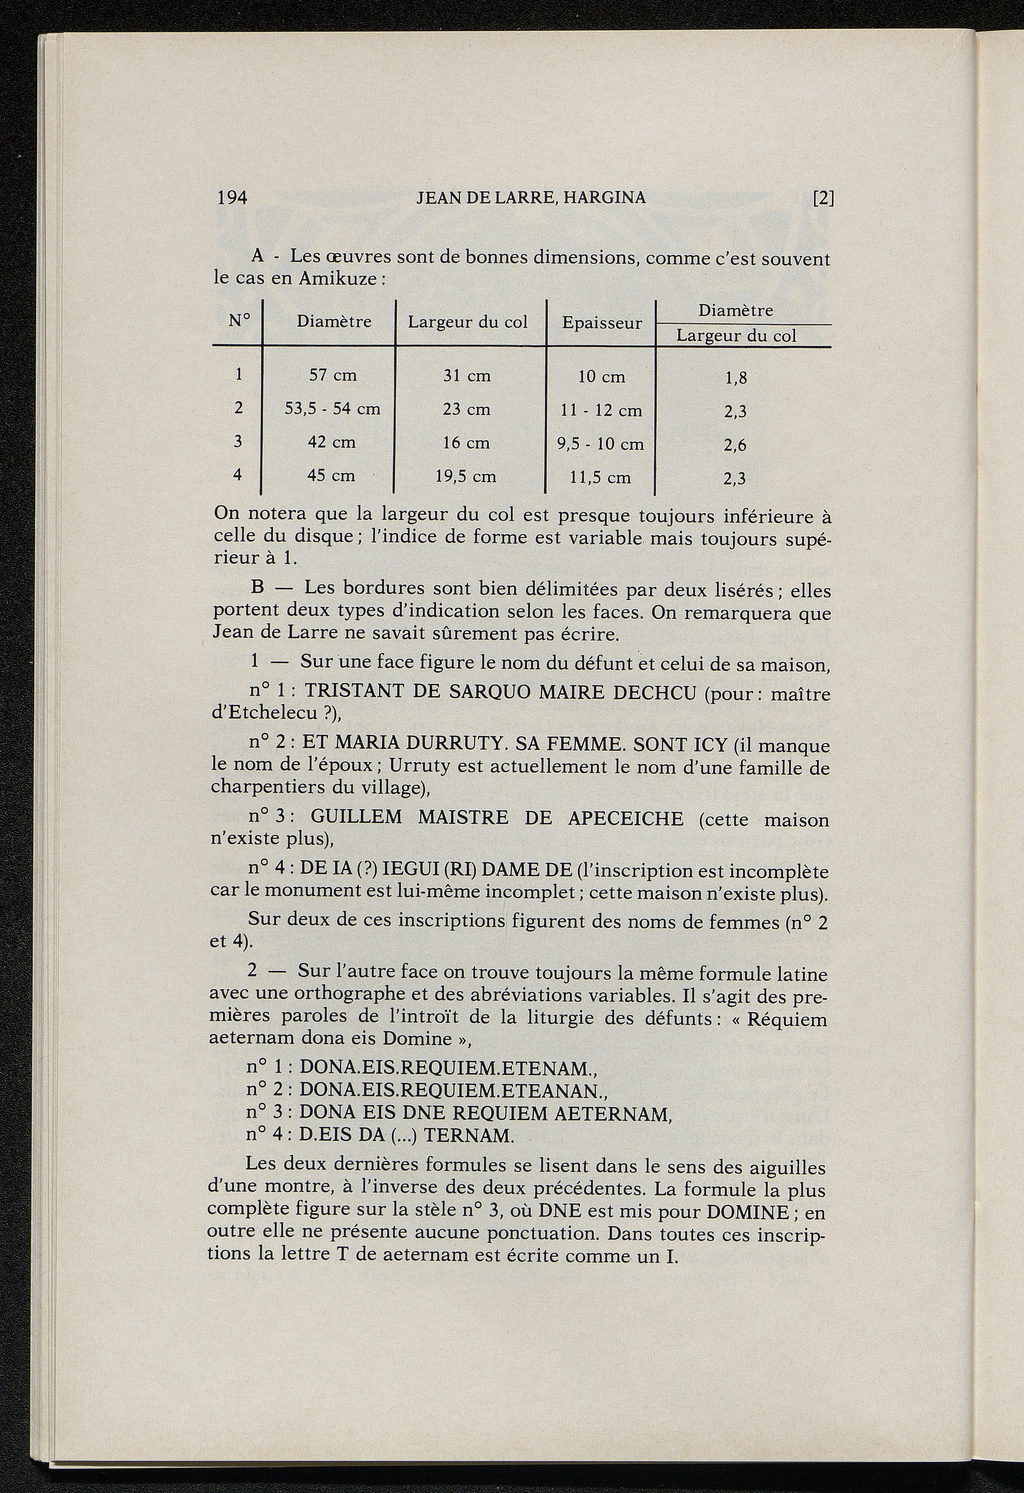 194 JEAN DE LARRE, HARGINA [2]
A - Les œuvres sont de bonnes dimensions, comme c'est souvent
le cas en Amikuze :
N° Diamètre Largeur du col Epaisseur Diamètre
Largeur du col
1 57 cm 31 cm 10 cm 1,8
2 53,5 - 54 cm 23 cm 11 - 12 cm 2,3
3 42 cm 16 cm 9,5 - 10 cm 2,6
4 45 cm 19,5 cm 11,5 cm 2,3
On notera que la largeur du col est presque toujours inférieure à
celle du disque ; l'indice de forme est variable mais toujours supé-
rieur à 1.
B — Les bordures sont bien délimitées par deux lisérés ; elles
portent deux types d'indication selon les faces. On remarquera que
Jean de Larre ne savait sûrement pas écrire.
1 — Sur une face figure le nom du défunt et celui de sa maison,
n° 1 : TRISTANT DE SARQUO MAIRE DECHCU (pour : maître
d'Etchelecu ?),
n° 2 : ET MARIA DURRUTY. SA FEMME. SONT ICY (il manque
le nom de l'époux ; Urruty est actuellement le nom d'une famille de
charpentiers du village),
n° 3 : GUILLEM MAISTRE DE APECEICHE (cette maison
n'existe plus),
n° 4 : DE IA (?) IEGUI (RI) DAME DE (l'inscription est incomplète
car le monument est lui-même incomplet ; cette maison n'existe plus).
Sur deux de ces inscriptions figurent des noms de femmes (n° 2
et 4).
2 — Sur l'autre face on trouve toujours la même formule latine
avec une orthographe et des abréviations variables. Il s'agit des pre-
mières paroles de l'introït de la liturgie des défunts : « Réquiem
aeternam dona eis Domine »,
n° 1 : DONA.EIS.REQUIEM.ETENAM.,
n° 2 : DONA.EIS.REQUIEM.ETEANAN.,
n° 3 : DONA EIS DNE REQUIEM AETERNAM,
n° 4 : D.EIS DA (...) TERNAM.
Les deux dernières formules se lisent dans le sens des aiguilles
d'une montre, à l'inverse des deux précédentes. La formule la plus
complète figure sur la stèle n° 3, où DNE est mis pour DOMINE ; en
outre elle ne présente aucune ponctuation. Dans toutes ces inscrip-
tions la lettre T de aeternam est écrite comme un I.